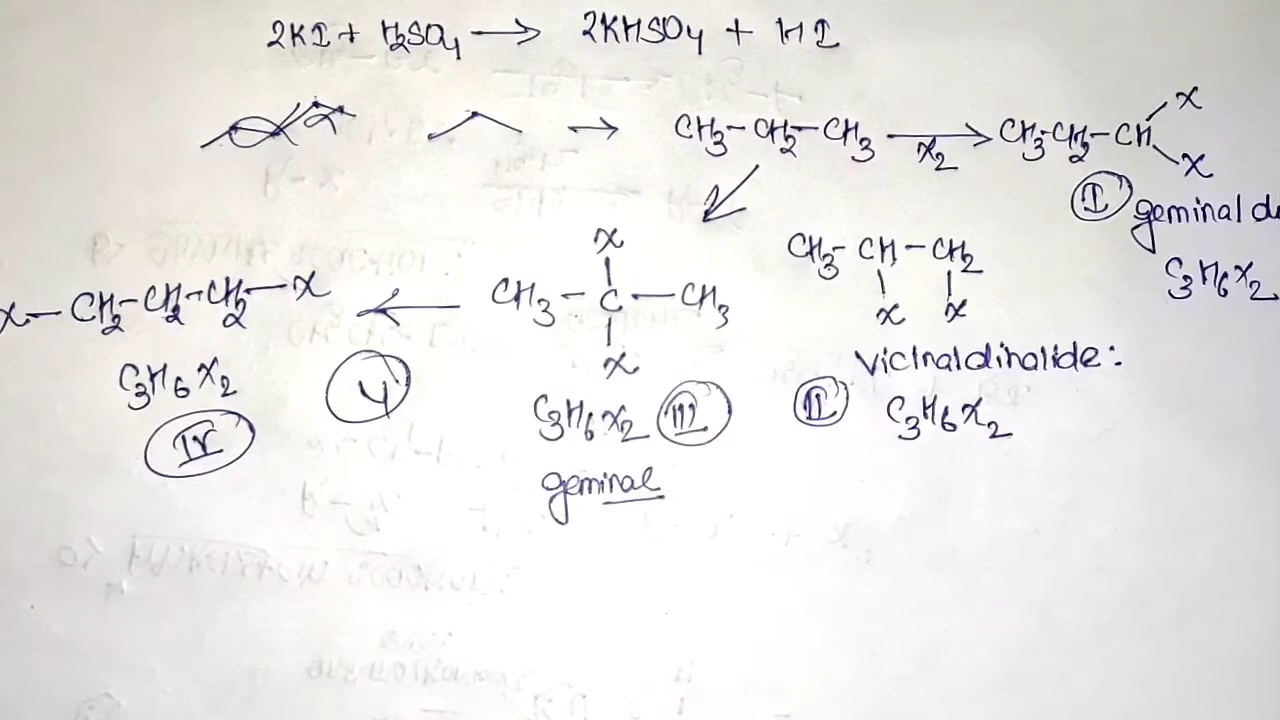 2KI + H2SO4 → 2KHSO4 + HI
→ CH3-CH2-CH3 →
X2
CH3-CH2-CH
X
X
I geminal d
C3H6X2
CH3-CH-CH2
X X
Vicinaldihalide:
II C3H6X2
X
CH3-C-CH3
X
C3H6X2 III
geminal
←
4
X-CH2-CH2-CH2-X
C3H6X2
IV